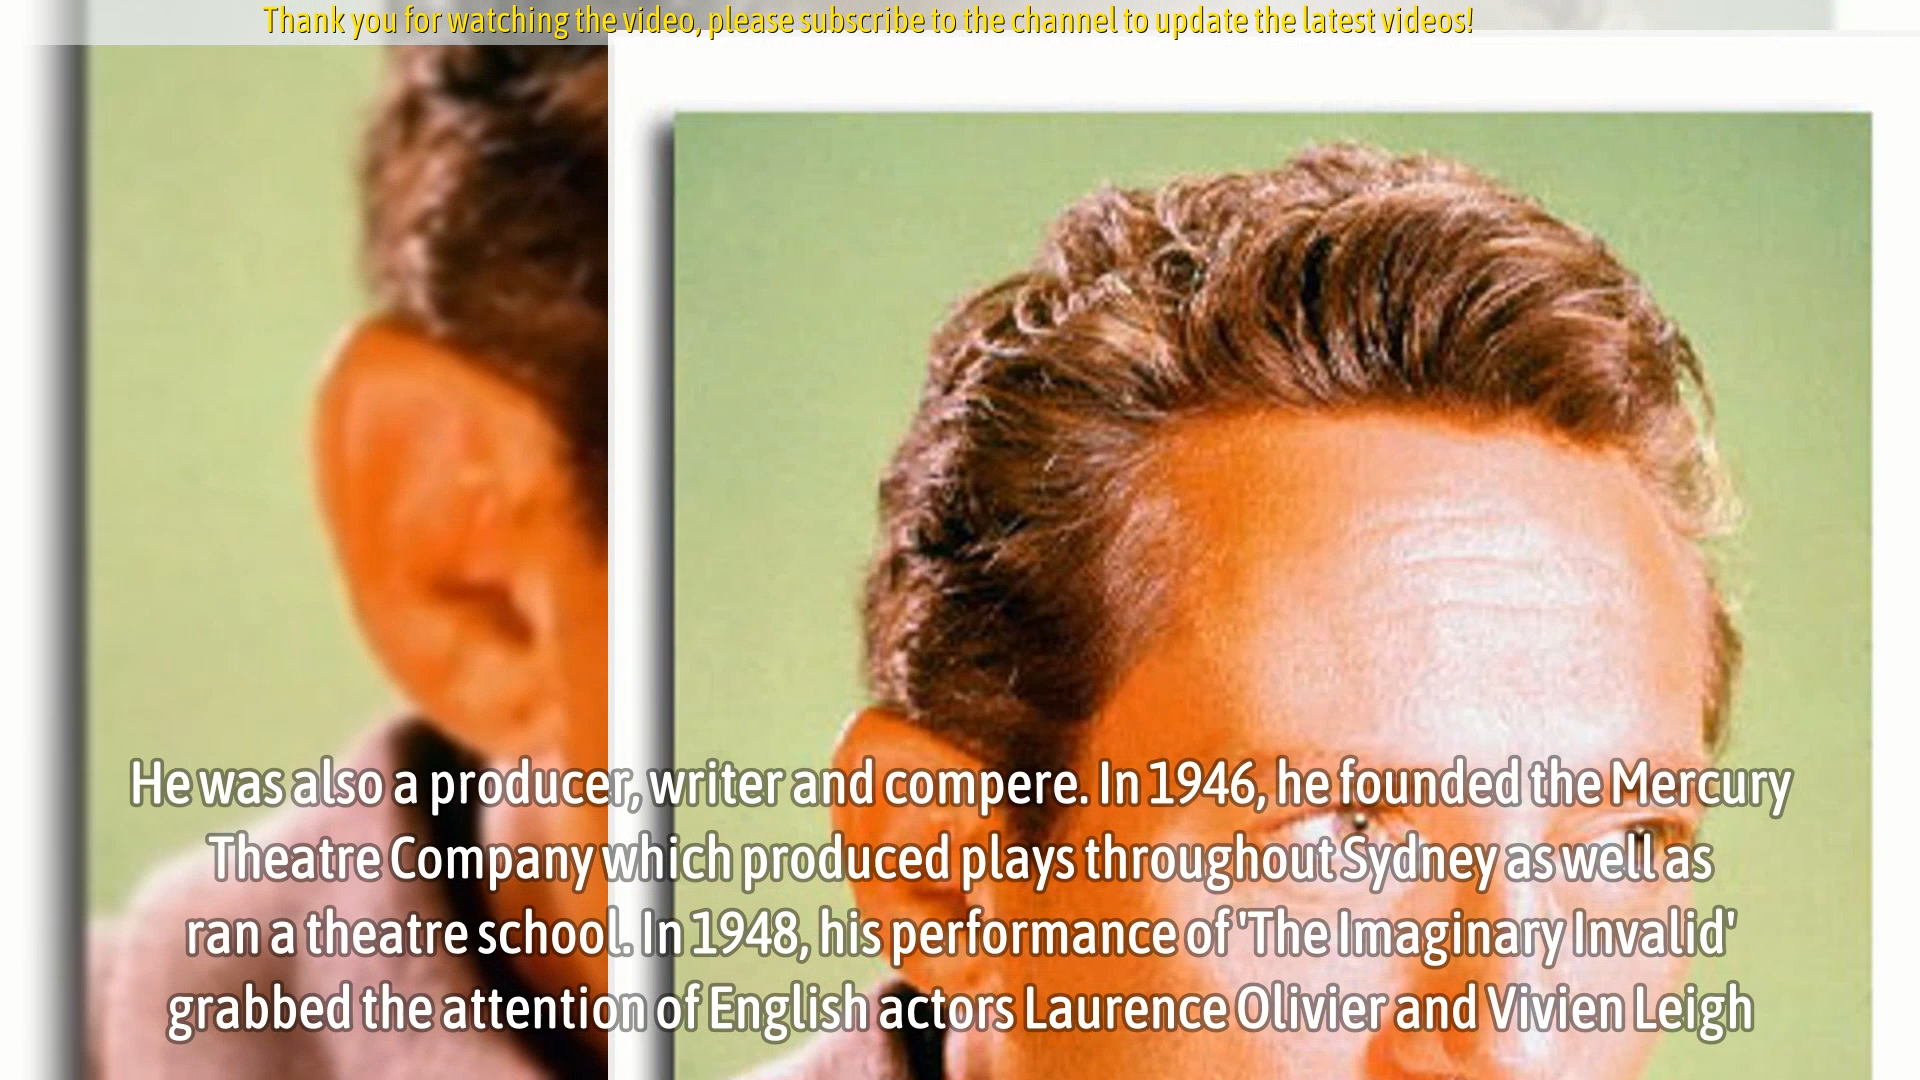 Thank you for watching the video, please subscribe to the channel to update the latest videos!
He was also a producer, writer and compere. In 1946, he founded the Mercury
Theatre Company which produced plays throughout Sydney as well as
ran a theatre school. In 1948, his performance of 'The Imaginary Invalid'
grabbed the attention of English actors Laurence Olivier and Vivien Leigh